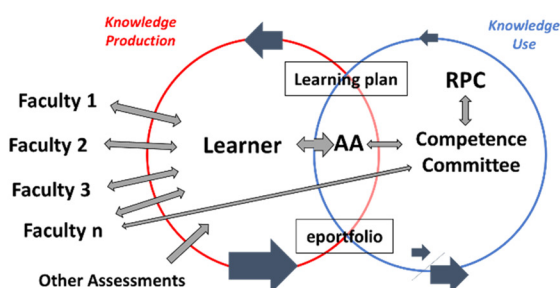 Knowledge
Production
Knowledge
Use
Learning plan
RPC
Faculty 1
Faculty 2
Learner
AA
Competence
Committee
Faculty 3
Faculty n
eportfolio
Other Assessments